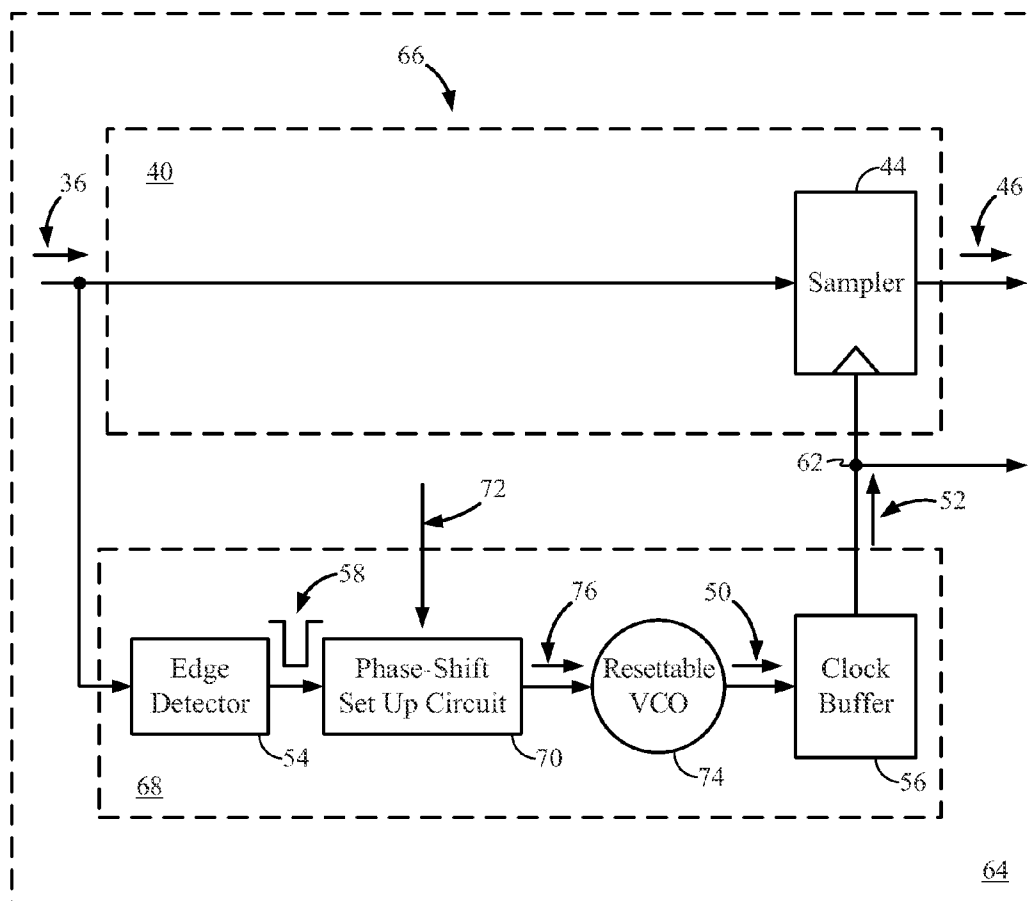 66
40
44
36
46
Sampler
62
72
52
58
76
50
Edge
Detector
Phase-Shift
Set Up Circuit
Resettable
VCO
Clock
Buffer
54
70
74
56
68
64